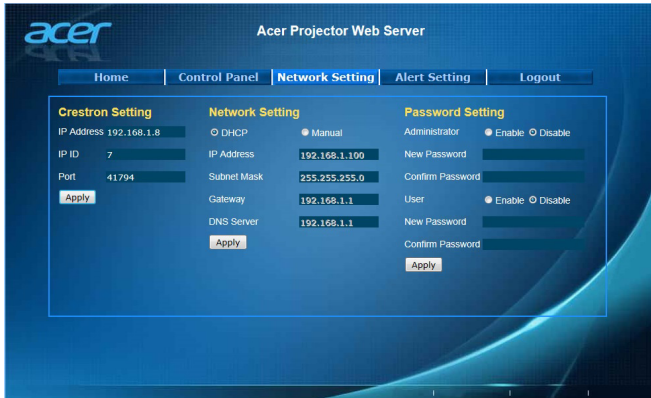 acer
Acer Projector Web Server
Home Control Panel Network Setting Alert Setting Logout
Crestron Setting
IP Address 192.168.1.8
IP ID 7
Port 41794
Apply
Network Setting
DHCP Manual
IP Address 192.168.1.100
Subnet Mask 255.255.255.0
Gateway 192.168.1.1
DNS Server 192.168.1.1
Apply
Password Setting
Administrator Enable Disable
New Password
Confirm Password
User Enable Disable
New Password
Confirm Password
Apply